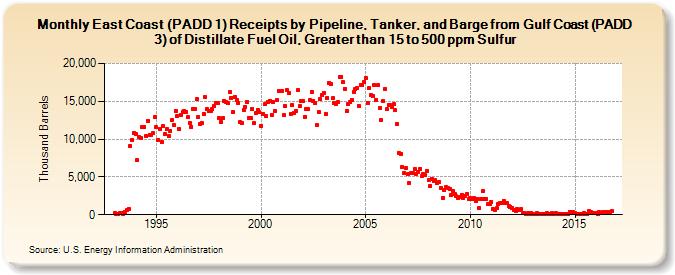 Monthly East Coast (PADD 1) Receipts by Pipeline, Tanker, and Barge from Gulf Coast (PADD
3) of Distillate Fuel Oil, Greater than 15 to 500 ppm Sulfur
Thousand Barrels
20,000
15,000
10,000
5,000
0
1995
2000
2005
2010
2015
Source: U.S. Energy Information Administration